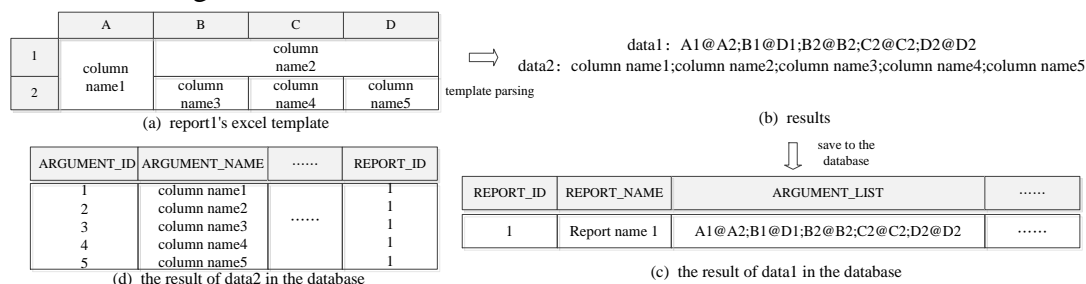 A B C D
1 column name1 column
name2
2 column
name3 column
name4 column
name5
(a) report1's excel template
template parsing
data1: A1@A2;B1@D1;B2@B2;C2@C2;D2@D2
data2: column name1;column name2;column name3;column name4;column name5
(b) results
save to the
database
REPORT_ID REPORT_NAME ARGUMENT_LIST ......
1 Report name 1 A1@A2;B1@D1;B2@B2;C2@C2;D2@D2 ......
(c) the result of data1 in the database
ARGUMENT_ID ARGUMENT_NAME ...... REPORT_ID
1 column name1 1
2 column name2 1
3 column name3 ...... 1
4 column name4 1
5 column name5 1
(d) the result of data2 in the database